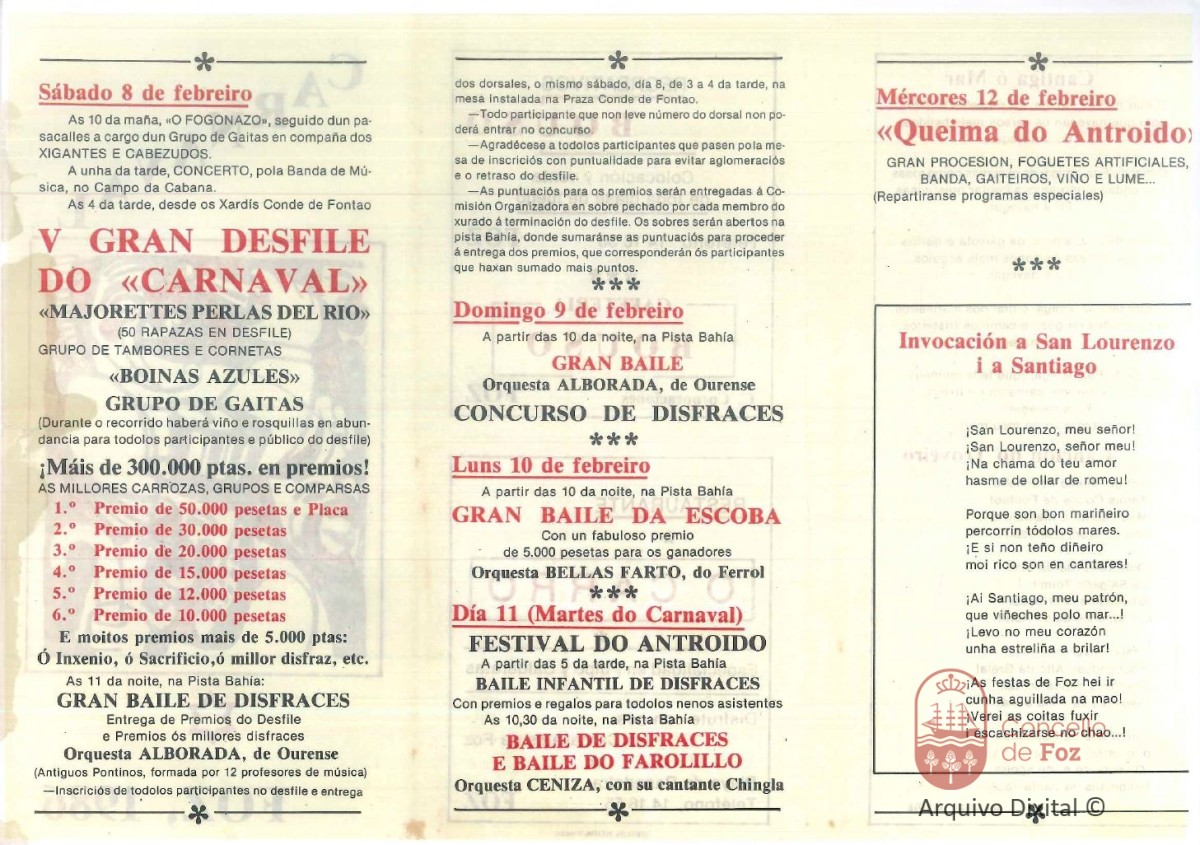 Sábado 8 de febreiro
As 10 da maña, «O FOGONAZO», seguido dun pa-
sacalles a cargo dun Grupo de Gaitas en compaña dos
XIGANTES E CABEZUDOS.
A unha da tarde, CONCERTO, pola Banda de Mú-
sica, no Campo da Cabana.
As 4 da tarde, desde os Xardís Conde de Fontao
V GRAN DESFILE
DO «CARNAVAL»
«MAJORETTES PERLAS DEL RIO»
(50 RAPAZAS EN DESFILE)
GRUPO DE TAMBORES E CORNETAS
«BOINAS AZULES»
GRUPO DE GAITAS
(Durante o recorrido haberá viño e rosquillas en abun-
dancia para todolos participantes e público do desfile)
¡Máis de 300.000 ptas. en premios!
AS MILLORES CARROZAS, GRUPOS E COMPARSAS
1.º Premio de 50.000 pesetas e Placa
2.º Premio de 30.000 pesetas
3.º Premio de 20.000 pesetas
4.º Premio de 15.000 pesetas
5.º Premio de 12.000 pesetas
6.º Premio de 10.000 pesetas
E moitos premios mais de 5.000 ptas:
Ó Inxenio, ó Sacrificio,ó millor disfraz, etc.
As 11 da noite, na Pista Bahía:
GRAN BAILE DE DISFRACES
Entrega de Premios do Desfile
e Premios ós millores disfraces
Orquesta ALBORADA, de Ourense
(Antiguos Pontinos, formada por 12 profesores de música)
—Inscriciós de todolos participantes no desfile e entrega
dos dorsales, o mismo sábado, día 8, de 3 a 4 da tarde, na
mesa instalada na Praza Conde de Fontao.
—Todo participante que non leve número do dorsal non po-
derá entrar no concurso.
—Agradécese a todolos participantes que pasen pola me-
sa de inscriciós con puntualidade para evitar aglomeraciós
e o retraso do desfile.
—As puntuaciós para os premios serán entregadas á Co-
misión Organizadora en sobre pechado por cada membro do
xurado á terminación do desfile. Os sobres serán abertos na
pista Bahía, donde sumaránse as puntuaciós para proceder
á entrega dos premios, que corresponderán ós participantes
que haxan sumado mais puntos.
***
Domingo 9 de febreiro
A partir das 10 da noite, na Pista Bahía
GRAN BAILE
Orquesta ALBORADA, de Ourense
CONCURSO DE DISFRACES
***
Luns 10 de febreiro
A partir das 10 da noite, na Pista Bahía
GRAN BAILE DA ESCOBA
Con un fabuloso premio
de 5.000 pesetas para os ganadores
Orquesta BELLAS FARTO, do Ferrol
***
Día 11 (Martes do Carnaval)
FESTIVAL DO ANTROIDO
A partir das 5 da tarde, na Pista Bahía
BAILE INFANTIL DE DISFRACES
Con premios e regalos para todolos nenos asistentes
As 10,30 da noite, na Pista Bahía
BAILE DE DISFRACES
E BAILE DO FAROLILLO
Orquesta CENIZA, con su cantante Chingla
Mércores 12 de febreiro
«Queima do Antroido»
GRAN PROCESION, FOGUETES ARTIFICIALES,
BANDA, GAITEIROS, VIÑO E LUME...
(Repartiranse programas especiales)
***
Invocación a San Lourenzo
i a Santiago
¡San Lourenzo, meu señor!
¡San Lourenzo, señor meu!
¡Na chama do teu amor
hasme de ollar de romeu!
Porque son bon mariñeiro
percorrín tódolos mares.
¡E si non teño diñeiro
moi rico son en cantares!
¡Ai Santiago, meu patrón,
que viñeches polo mar...!
¡Levo no meu corazón
unha estreliña a brilar!
¡As festas de Foz hei ir
cunha aguillada na mao!
¡Verei as coitas fuxir
i escachizarse no chao...!
Concello
de Foz
Arquivo Dixital ©